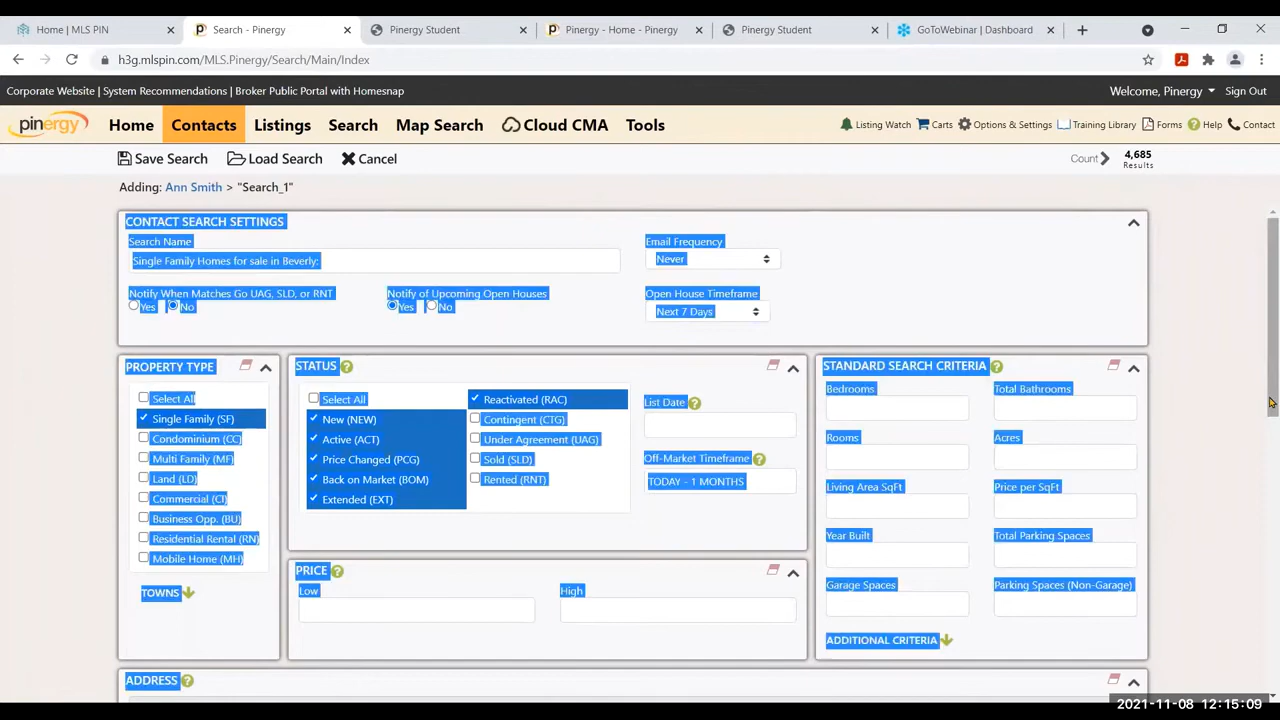 Home | MLS PIN
Search - Pinergy
Pinergy Student
Pinergy - Home - Pinergy
Pinergy Student
GoToWebinar | Dashboard
h3g.mlspin.com/MLS.Pinergy/Search/Main/Index
Corporate Website | System Recommendations | Broker Public Portal with Homesnap
Welcome, Pinergy
Sign Out
pinergy
Home
Contacts
Listings
Search
Map Search
Cloud CMA
Tools
Listing Watch
Carts
Options & Settings
Training Library
Forms
Help
Contact
Save Search
Load Search
Cancel
Count
4,685
Results
Adding: Ann Smith > "Search_1"
CONTACT SEARCH SETTINGS
Search Name
Email Frequency
Single Family Homes for sale in Beverly:
Never
Notify When Matches Go UAG, SLD, or RNT
Notify of Upcoming Open Houses
Open House Timeframe
Yes
No
Yes
No
Next 7 Days
PROPERTY TYPE
Select All
Single Family (SF)
Condominium (CC)
Multi Family (MF)
Land (LD)
Commercial (CI)
Business Opp. (BU)
Residential Rental (RN)
Mobile Home (MH)
TOWNS
STATUS
Select All
New (NEW)
Active (ACT)
Price Changed (PCG)
Back on Market (BOM)
Extended (EXT)
Reactivated (RAC)
Contingent (CTG)
Under Agreement (UAG)
Sold (SLD)
Rented (RNT)
List Date
Off-Market Timeframe
TODAY - 1 MONTHS
PRICE
Low
High
STANDARD SEARCH CRITERIA
Bedrooms
Total Bathrooms
Rooms
Acres
Living Area SqFt
Price per SqFt
Year Built
Total Parking Spaces
Garage Spaces
Parking Spaces (Non-Garage)
ADDITIONAL CRITERIA
ADDRESS
2021-11-08 12:15:09